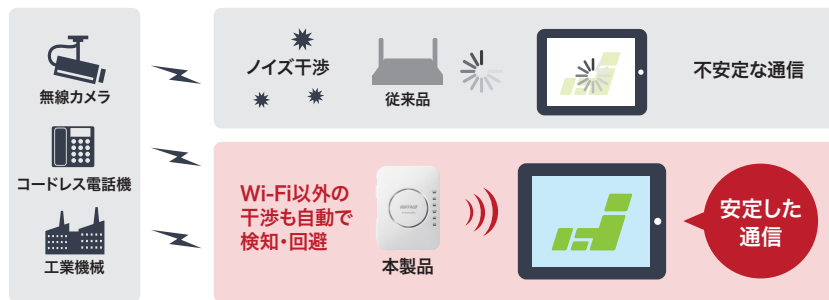 無線カメラ
コードレス電話機
工業機械
ノイズ干渉
従来品
不安定な通信
Wi-Fi以外の
干渉も自動で
検知・回避
BUFFALO
本製品
安定した
通信